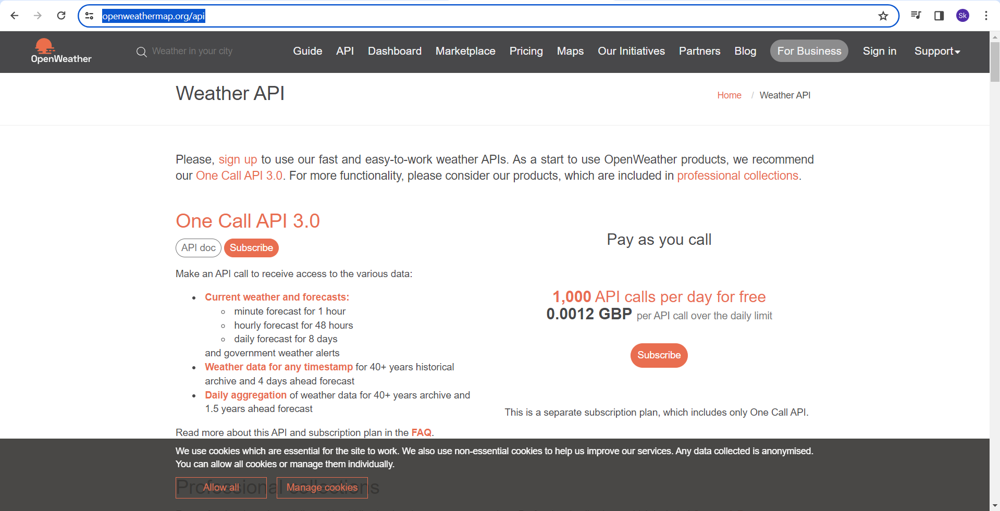 openweathermap.org/api
Sk
OpenWeather
Weather in your city
Guide API Dashboard Marketplace Pricing Maps Our Initiatives Partners Blog For Business Sign in Support
Weather API
Home / Weather API
Please, sign up to use our fast and easy-to-work weather APIs. As a start to use OpenWeather products, we recommend
our One Call API 3.0. For more functionality, please consider our products, which are included in professional collections.
One Call API 3.0
API doc Subscribe
Make an API call to receive access to the various data:
Current weather and forecasts:
minute forecast for 1 hour
hourly forecast for 48 hours
daily forecast for 8 days
and government weather alerts
Weather data for any timestamp for 40+ years historical
archive and 4 days ahead forecast
Daily aggregation of weather data for 40+ years archive and
1.5 years ahead forecast
Read more about this API and subscription plan in the FAQ.
Pay as you call
1,000 API calls per day for free
0.0012 GBP per API call over the daily limit
Subscribe
This is a separate subscription plan, which includes only One Call API.
We use cookies which are essential for the site to work. We also use non-essential cookies to help us improve our services. Any data collected is anonymised.
You can allow all cookies or manage them individually.
Professional collections
Allow all Manage cookies